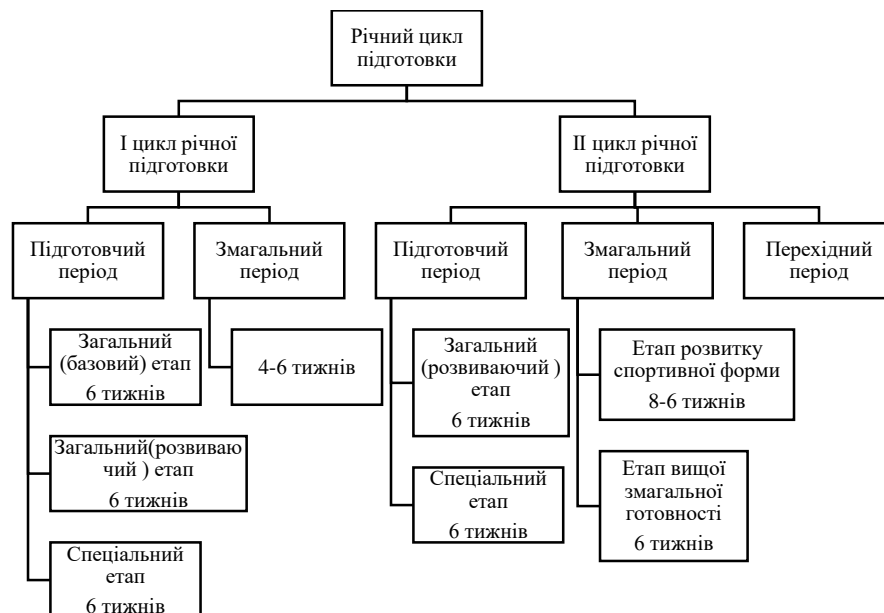 Річний цикл
підготовки
І цикл річної
підготовки
ІІ цикл річної
підготовки
Підготовчий
період
Змагальний
період
Підготовчий
період
Змагальний
період
Перехідний
період
Загальний
(базовий) етап
6 тижнів
4-6 тижнів
Загальний
(розвиваючий )
етап
6 тижнів
Етап розвитку
спортивної форми
8-6 тижнів
Загальний(розвиваю
чий ) етап
6 тижнів
Спеціальний
етап
6 тижнів
Етап вищої
змагальної
готовності
6 тижнів
Спеціальний
етап
6 тижнів